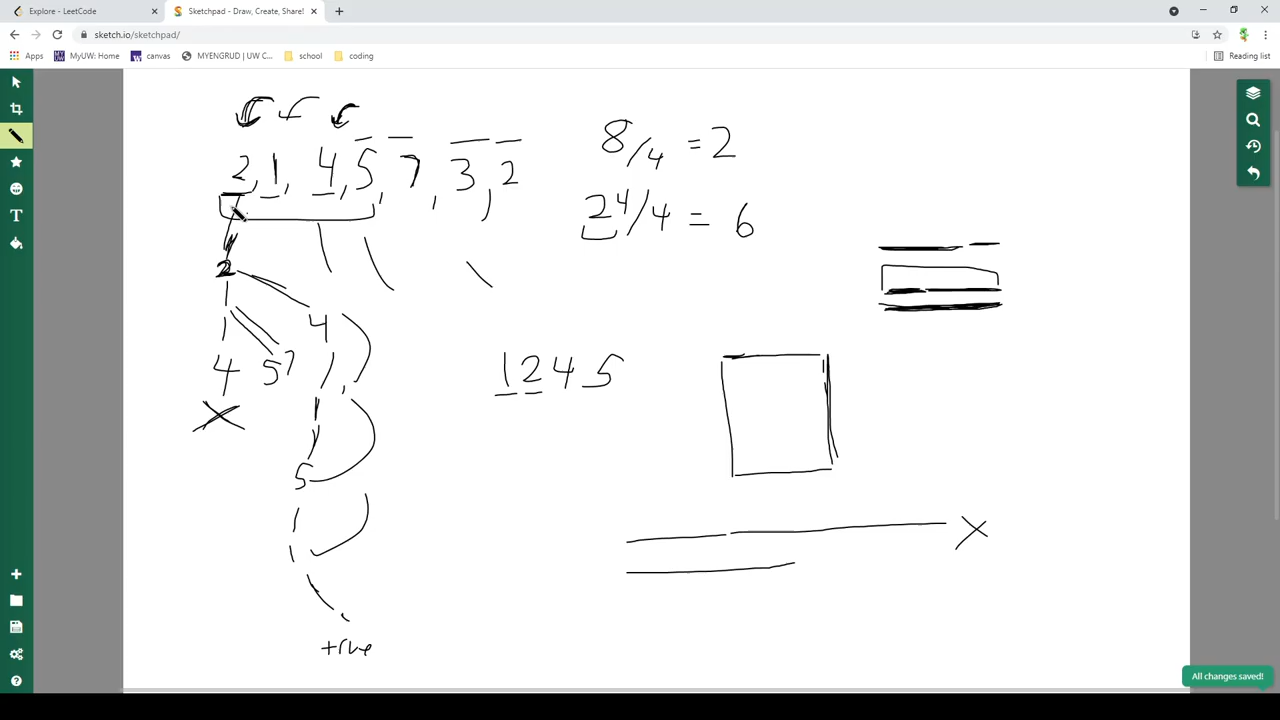 Explore - LeetCode
Sketchpad - Draw, Create, Share!
sketch.io/sketchpad/
Apps
MyUW: Home
canvas
MYENGRUD | UW C...
school
coding
Reading list
2, 1, 4, 5, 7, 3, 2
8/4 = 2
24/4 = 6
2
4
4 5 7
1 2 4 5
X
5
X
true
All changes saved!